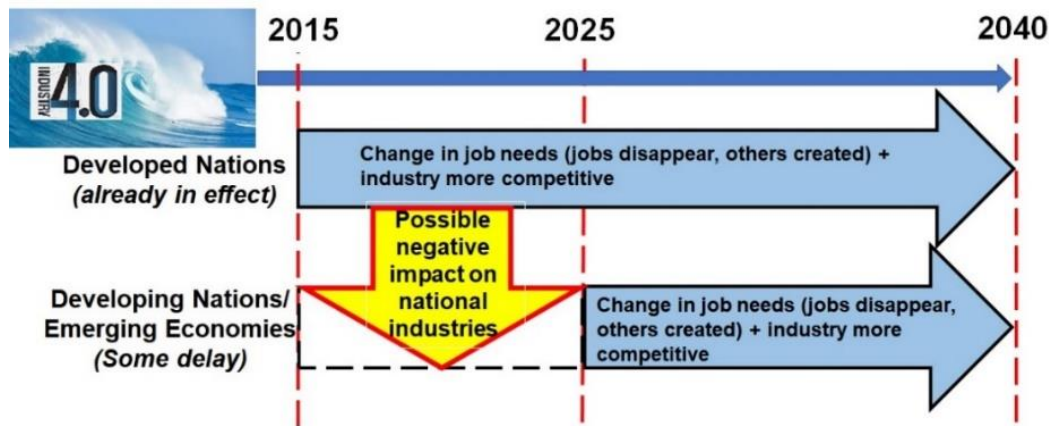 2015
2025
2040
INDUSTRY
4.0
Developed Nations
(already in effect)
Change in job needs (jobs disappear, others created) +
industry more competitive
Possible
negative
impact on
national
industries
Developing Nations/
Emerging Economies
(Some delay)
Change in job needs (jobs disappear,
others created) + industry more
competitive